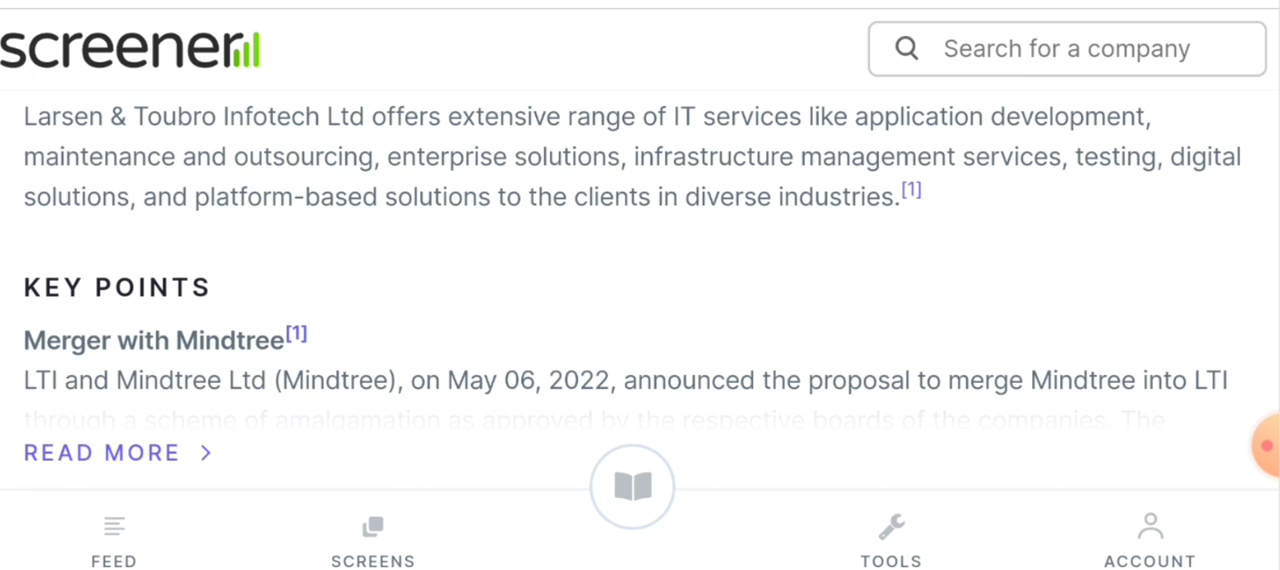 screener
Search for a company
Larsen & Toubro Infotech Ltd offers extensive range of IT services like application development,
maintenance and outsourcing, enterprise solutions, infrastructure management services, testing, digital
solutions, and platform-based solutions to the clients in diverse industries.[1]
KEY POINTS
Merger with Mindtree[1]
LTI and Mindtree Ltd (Mindtree), on May 06, 2022, announced the proposal to merge Mindtree into LTI
through a scheme of amalgamation as approved by the respective boards of the companies. The
READ MORE
FEED
SCREENS
TOOLS
ACCOUNT